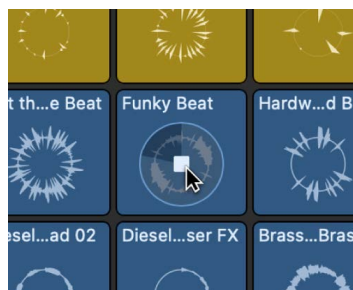 t th...e Beat
Funky Beat
Hardw...d B
esel...ad 02
Diesel...ser FX
Brass...Bras